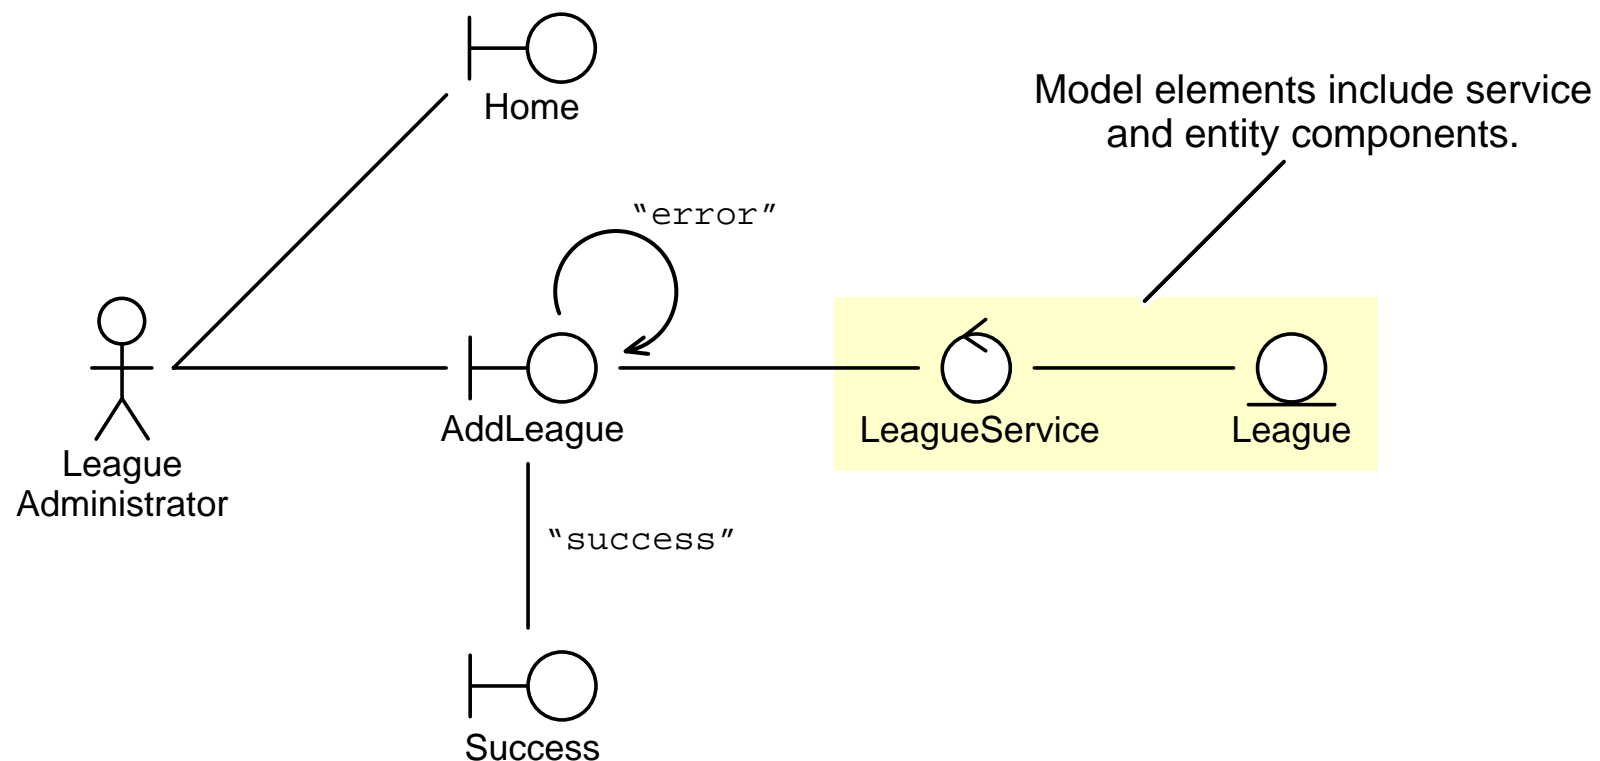 Home
Model elements include service
and entity components.
“error”
AddLeague
LeagueService
League
League
Administrator
“success”
Success